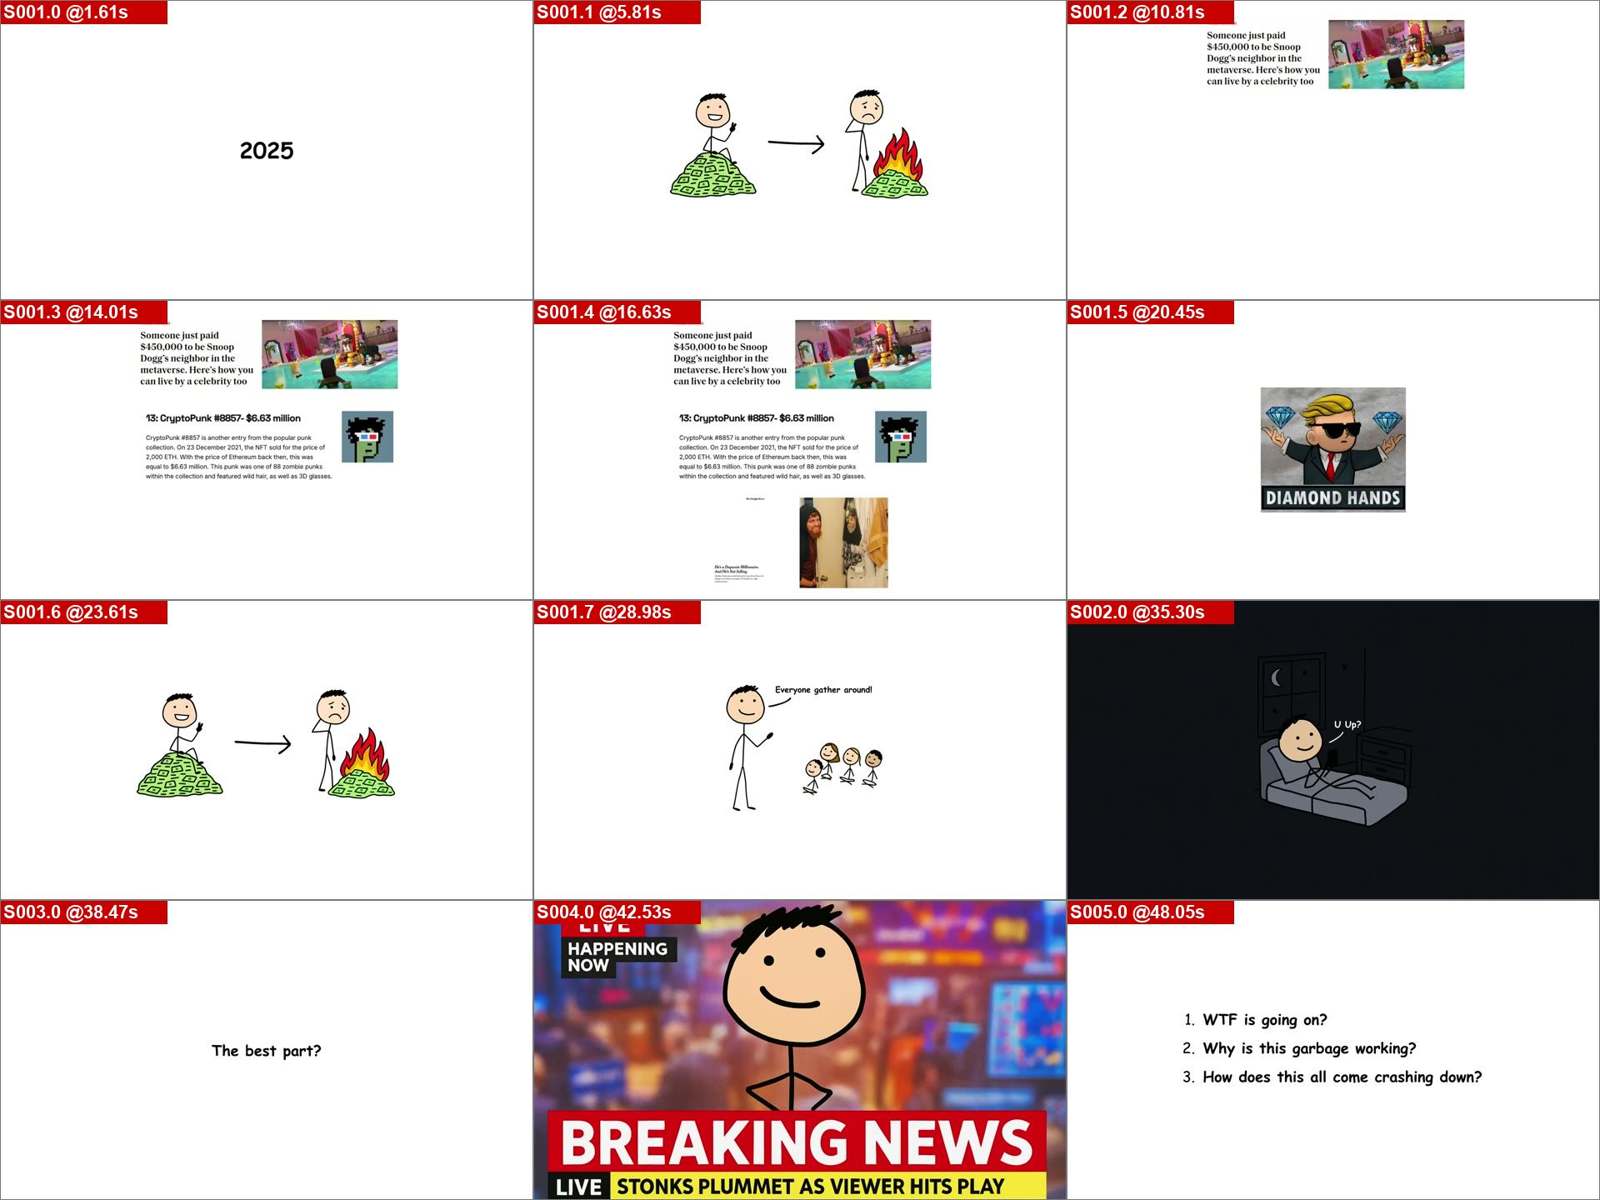 S001.0 @1.61s
2025
S001.1 @5.81s
S001.2 @10.81s
Someone just paid
$450,000 to be Snoop
Dogg's neighbor in the
metaverse. Here's how you
can live by a celebrity too
S001.3 @14.01s
Someone just paid
$450,000 to be Snoop
Dogg's neighbor in the
metaverse. Here's how you
can live by a celebrity too
13: CryptoPunk #8857- $6.63 million
CryptoPunk #8857 is another entry from the popular punk
collection. On 23 December 2021, the NFT sold for the price of
2,000 ETH. With the price of Ethereum back then, this was
equal to $6.63 million. This punk was one of 88 zombie punks
within the collection and featured wild hair, as well as 3D glasses.
S001.4 @16.63s
Someone just paid
$450,000 to be Snoop
Dogg's neighbor in the
metaverse. Here's how you
can live by a celebrity too
13: CryptoPunk #8857- $6.63 million
CryptoPunk #8857 is another entry from the popular punk
collection. On 23 December 2021, the NFT sold for the price of
2,000 ETH. With the price of Ethereum back then, this was
equal to $6.63 million. This punk was one of 88 zombie punks
within the collection and featured wild hair, as well as 3D glasses.
He's a Dogecoin Millionaire.
And He's Not Selling.
S001.5 @20.45s
DIAMOND HANDS
S001.6 @23.61s
S001.7 @28.98s
Everyone gather around!
S002.0 @35.30s
U Up?
S003.0 @38.47s
The best part?
S004.0 @42.53s
LIVE
HAPPENING
NOW
BREAKING NEWS
LIVE STONKS PLUMMET AS VIEWER HITS PLAY
S005.0 @48.05s
1. WTF is going on?
2. Why is this garbage working?
3. How does this all come crashing down?